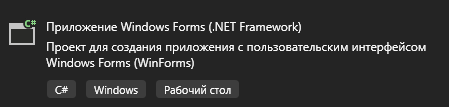 C#
Приложение Windows Forms (.NET Framework)
Проект для создания приложения с пользовательским интерфейсом
Windows Forms (WinForms)
C# Windows Рабочий стол